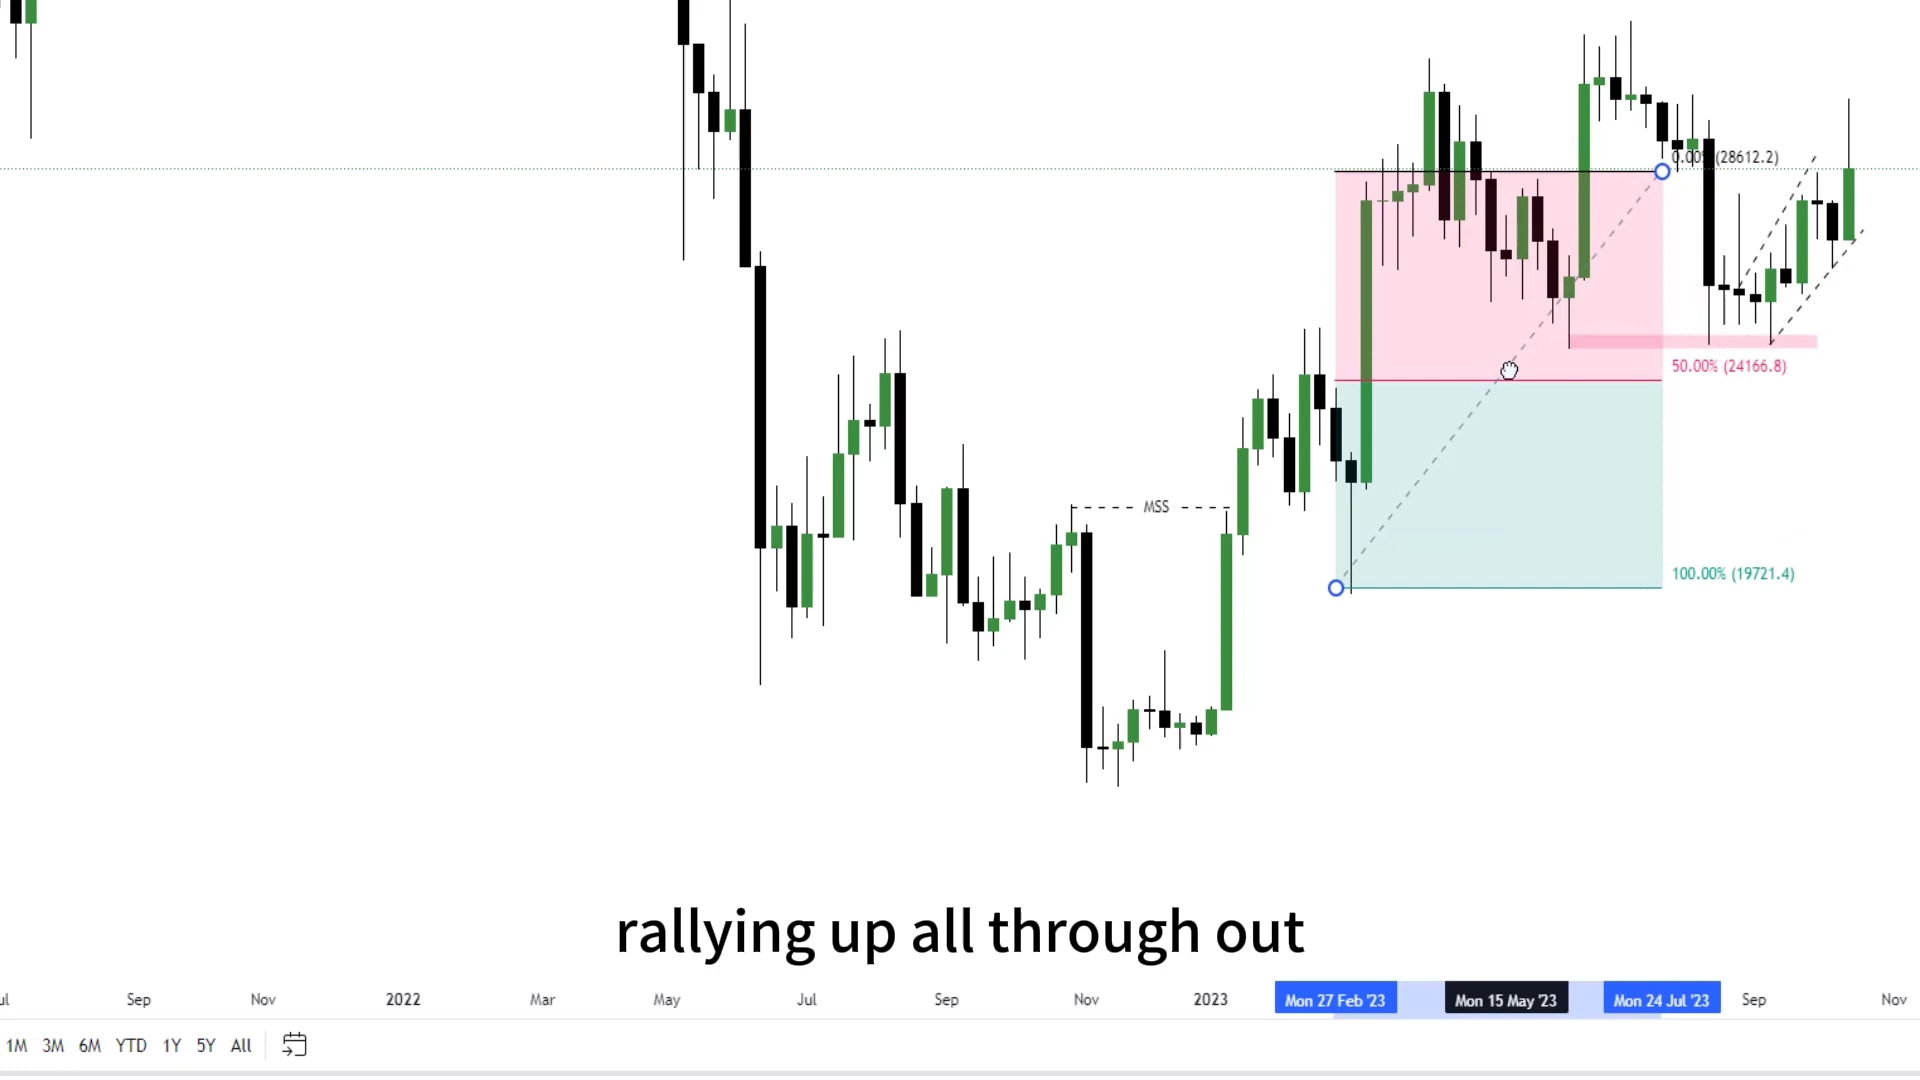 0.00% (28612.2)
50.00% (24166.8)
MSS
100.00% (19721.4)
rallying up all through out
ul Sep Nov 2022 Mar May Jul Sep Nov 2023 Mon 27 Feb '23 Mon 15 May '23 Mon 24 Jul '23 Sep Nov
1M 3M 6M YTD 1Y 5Y All